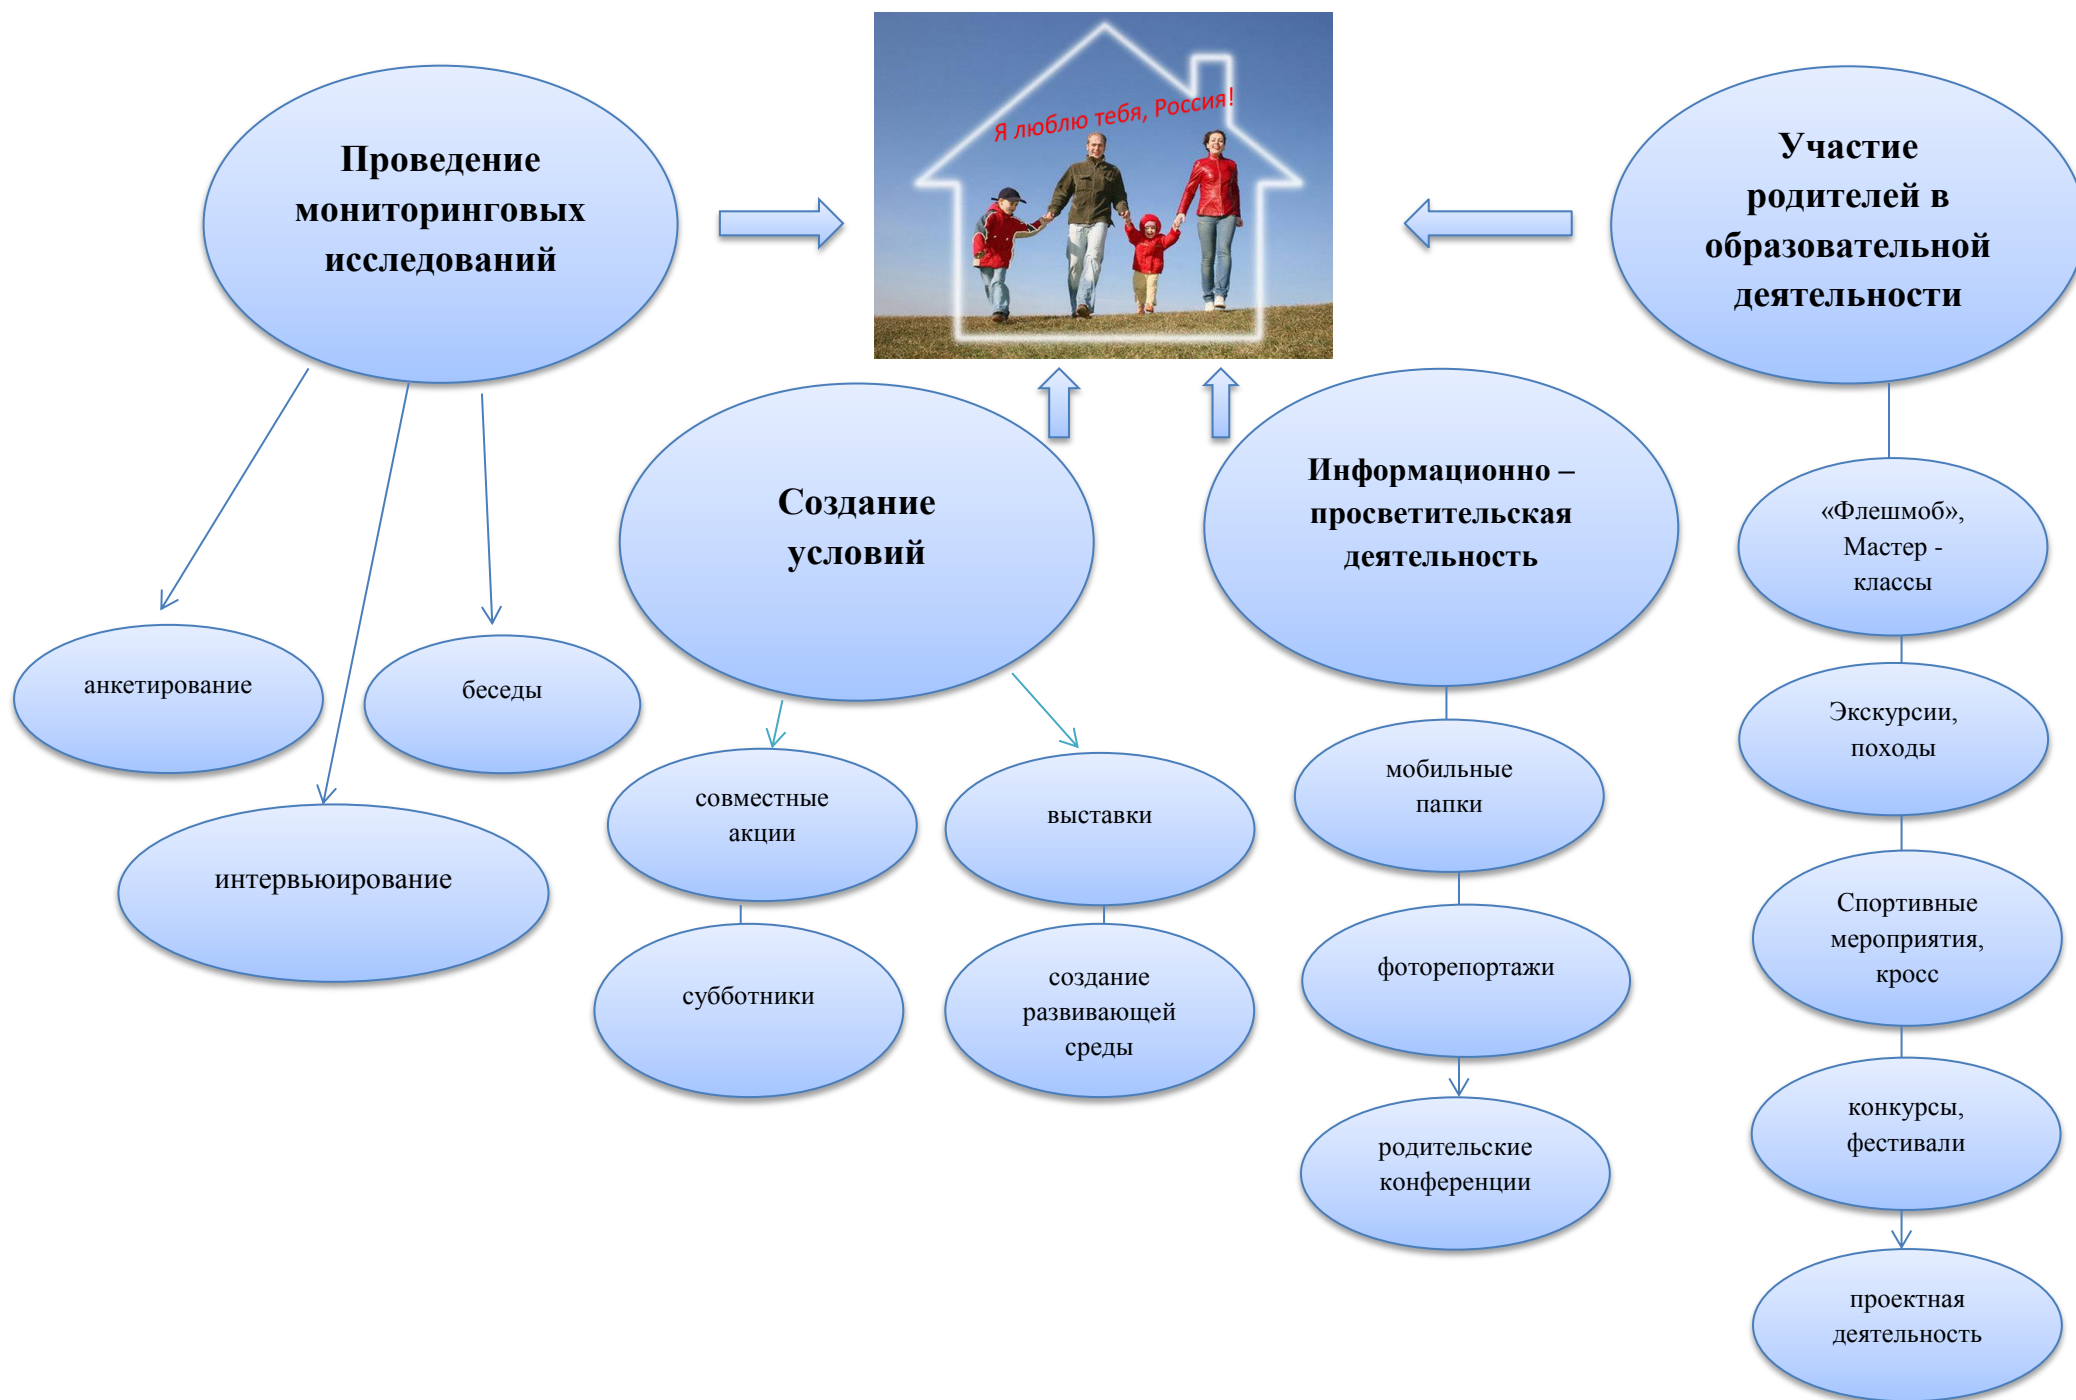 Я люблю тебя, Россия!
Проведение
мониторинговых
исследований
Участие
родителей в
образовательной
деятельности
Создание
условий
Информационно –
просветительская
деятельность
«Флешмоб»,
Мастер -
классы
анкетирование
беседы
Экскурсии,
походы
совместные
акции
выставки
мобильные
папки
интервьюирование
Спортивные
мероприятия,
кросс
субботники
создание
развивающей
среды
фоторепортажи
конкурсы,
фестивали
родительские
конференции
проектная
деятельность